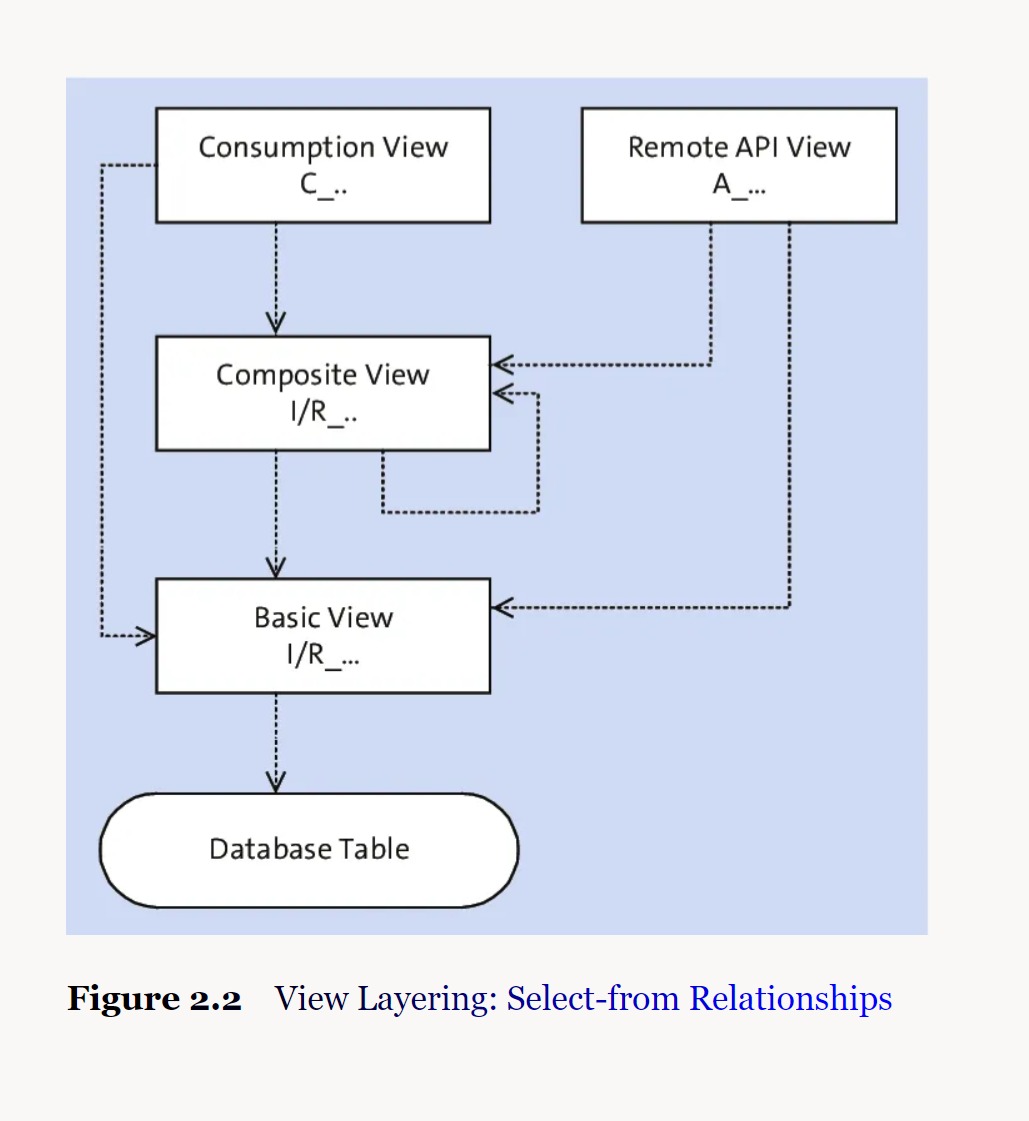 Consumption View
C_..
Remote API View
A_...
Composite View
I/R_..
Basic View
I/R_...
Database Table
Figure 2.2 View Layering: Select-from Relationships